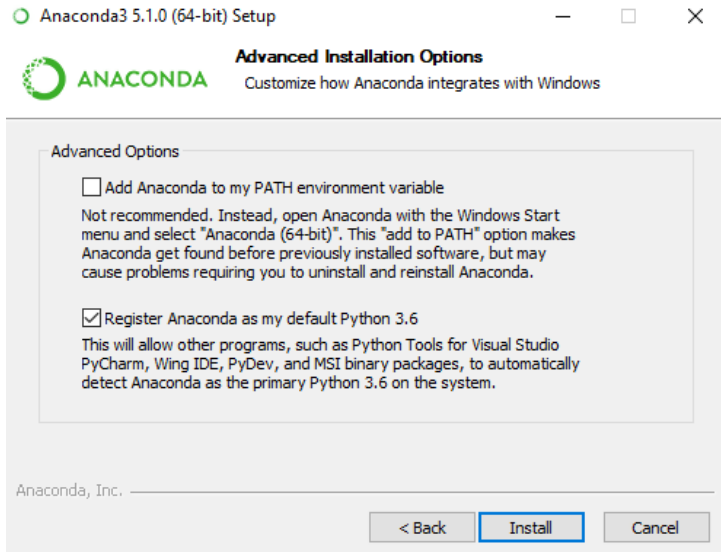 Anaconda3 5.1.0 (64-bit) Setup
ANACONDA
Advanced Installation Options
Customize how Anaconda integrates with Windows
Advanced Options
Add Anaconda to my PATH environment variable
Not recommended. Instead, open Anaconda with the Windows Start
menu and select "Anaconda (64-bit)". This "add to PATH" option makes
Anaconda get found before previously installed software, but may
cause problems requiring you to uninstall and reinstall Anaconda.
Register Anaconda as my default Python 3.6
This will allow other programs, such as Python Tools for Visual Studio
PyCharm, Wing IDE, PyDev, and MSI binary packages, to automatically
detect Anaconda as the primary Python 3.6 on the system.
Anaconda, Inc.
< Back
Install
Cancel